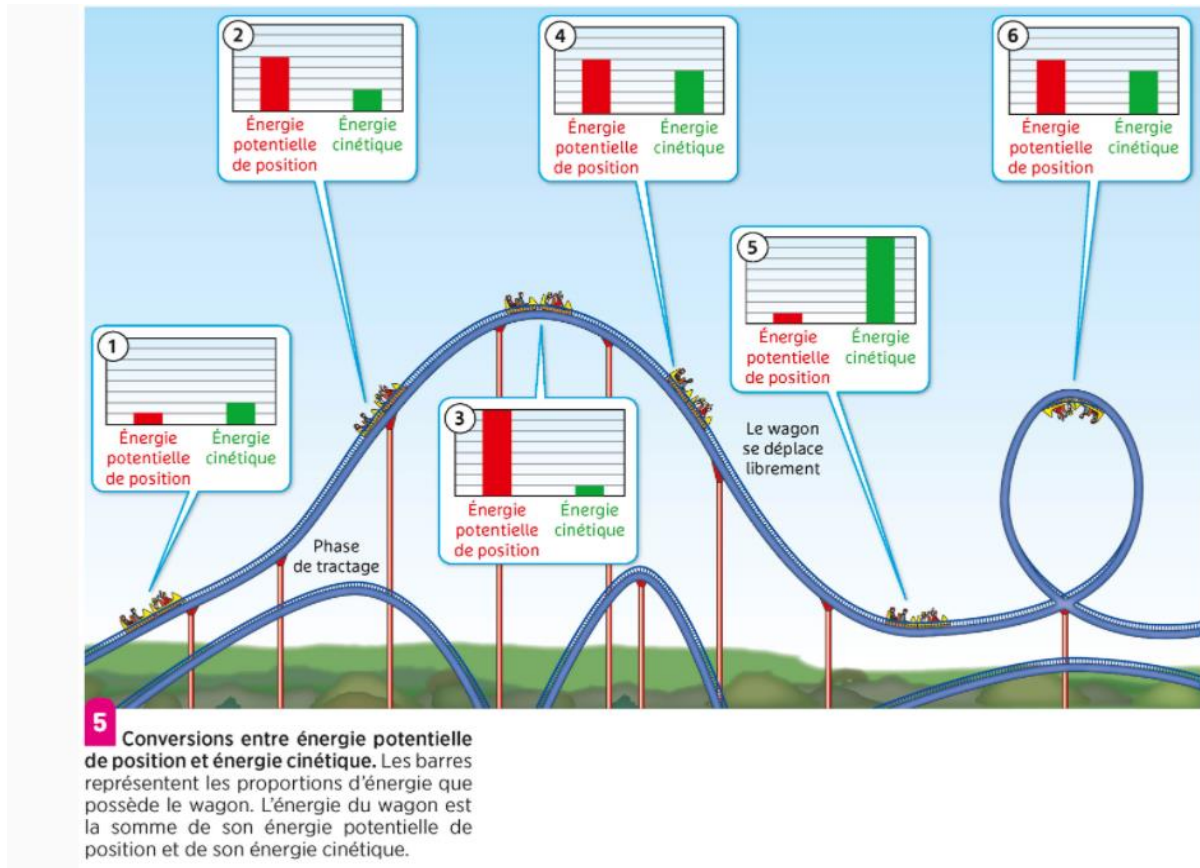 2
Énergie
potentielle
de position
Énergie
cinétique
4
Énergie
potentielle
de position
Énergie
cinétique
6
Énergie
potentielle
de position
Énergie
cinétique
5
Énergie
potentielle
de position
Énergie
cinétique
1
Énergie
potentielle
de position
Énergie
cinétique
3
Énergie
potentielle
de position
Énergie
cinétique
Le wagon
se déplace
librement
Phase
de tractage
5 Conversions entre énergie potentielle
de position et énergie cinétique. Les barres
représentent les proportions d'énergie que
possède le wagon. L'énergie du wagon est
la somme de son énergie potentielle de
position et de son énergie cinétique.